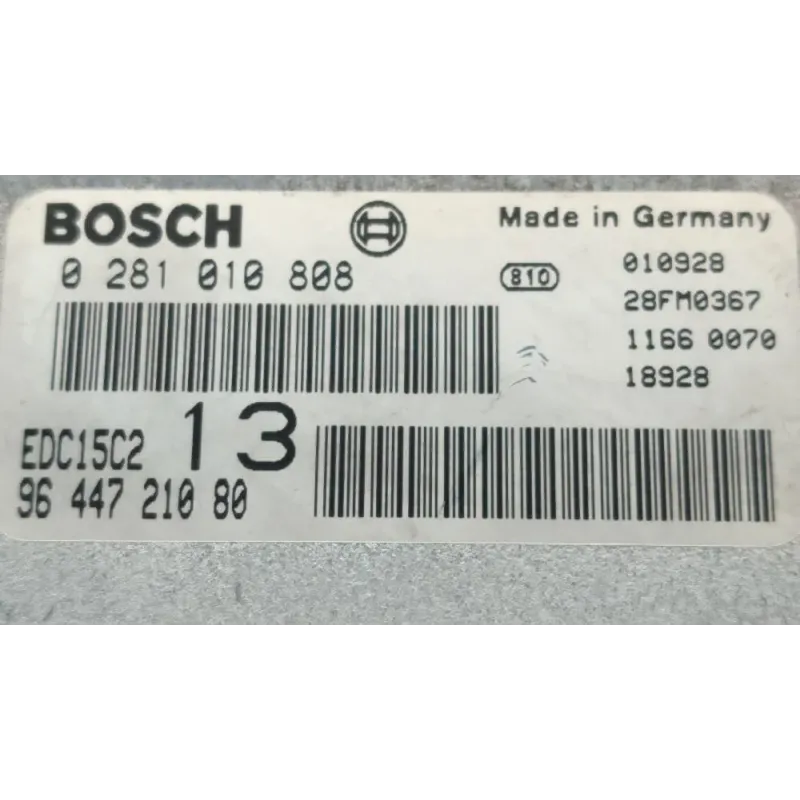 BOSCH
Made in Germany
0 281 010 808
810
010928
28FM0367
1166 0070
18928
EDC15C2 13
96 447 210 80